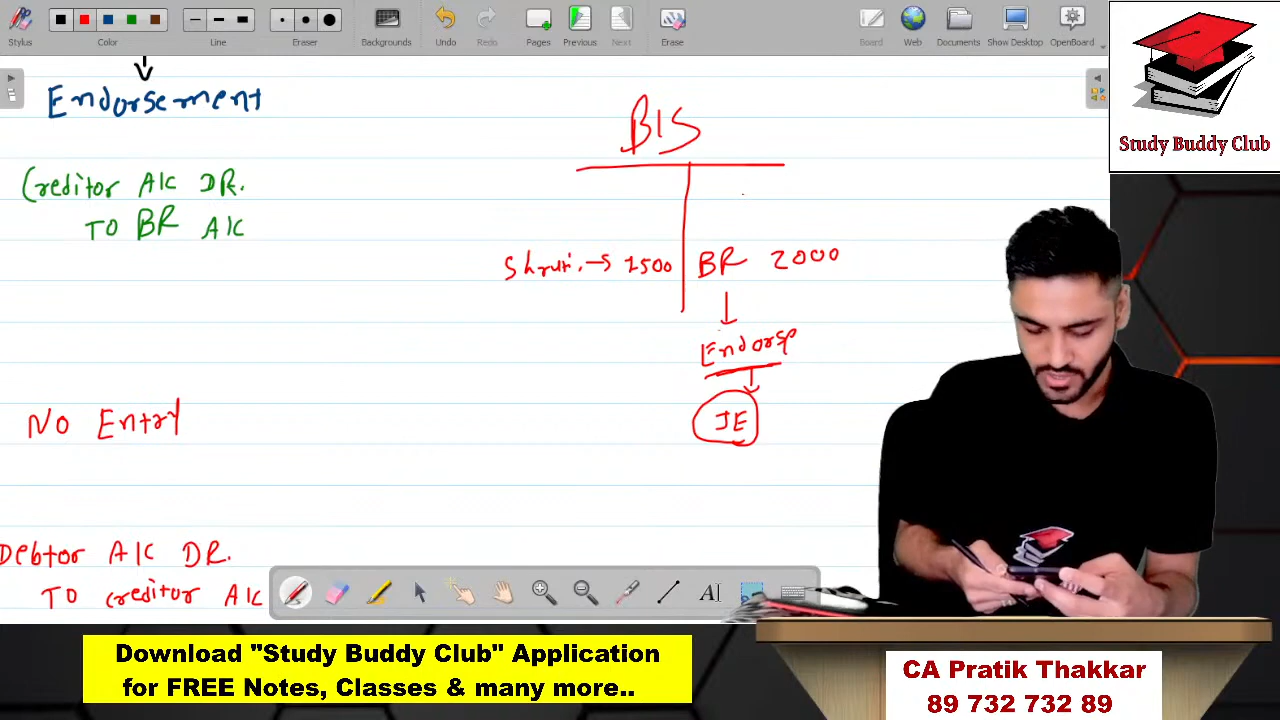 Stylus
Color
Line
Eraser
Backgrounds
Undo
Redo
Pages
Previous
Next
Erase
Board
Web
Documents
Show Desktop
OpenBoard
Study Buddy Club
Endorsement
Creditor A/C DR.
TO BR A/C
No Entry
Debtor A/C DR.
TO creditor A/C
B/S
Shruti. → 1500
BR 2000
Endorse
JE
Download "Study Buddy Club" Application
for FREE Notes, Classes & many more..
CA Pratik Thakkar
89 732 732 89